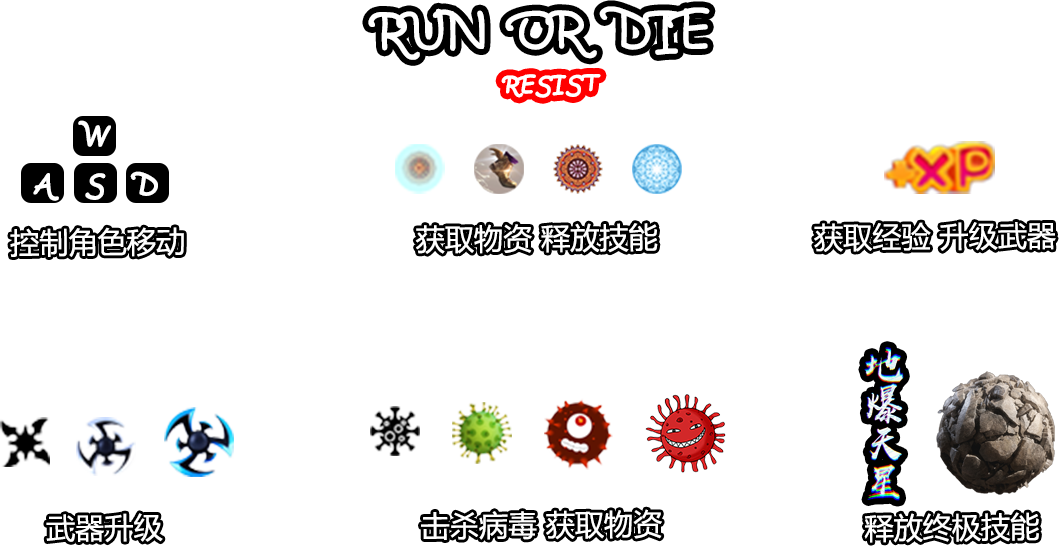 RUN OR DIE
RESIST
W
A S D
控制角色移动
获取物资 释放技能
+XP
获取经验 升级武器
武器升级
击杀病毒 获取物资
地爆天星
释放终极技能